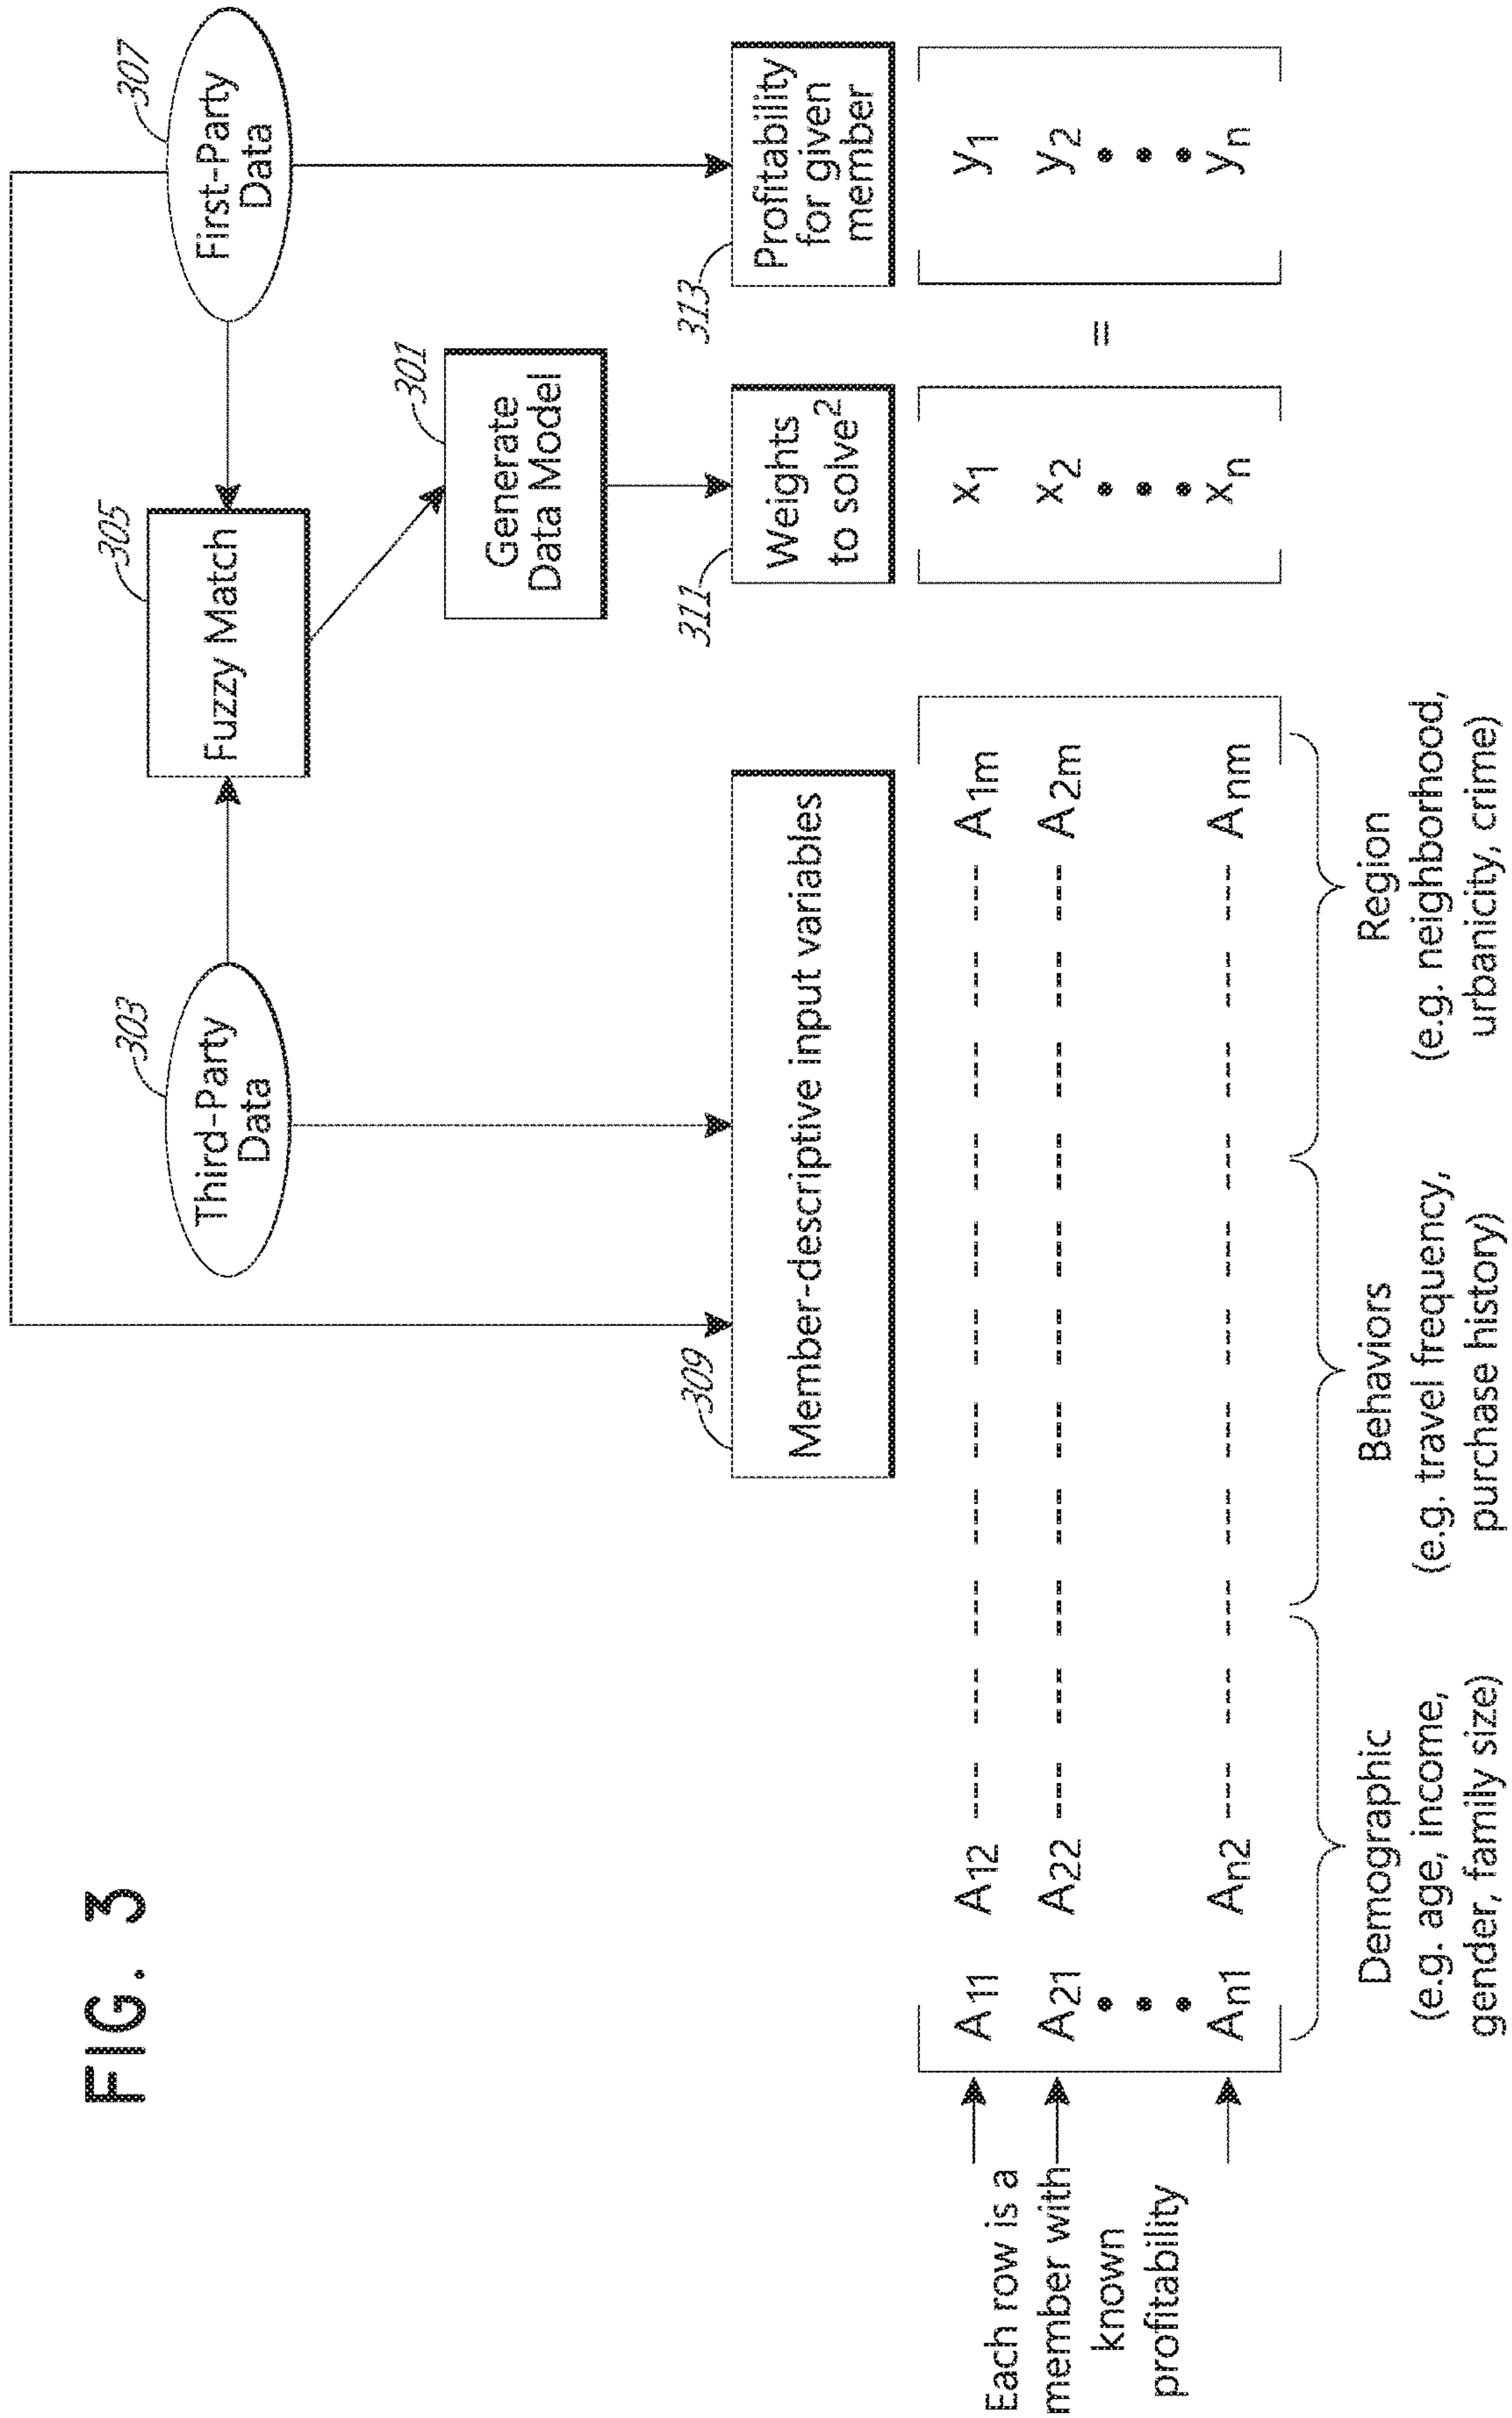 FIG. 3
307
First-Party
Data
303
Third-Party
Data
305
Fuzzy Match
301
Generate
Data Model
309
Member-descriptive input variables
311
Weights
to solve²
313
Profitability
for given
member
Each row is a
member with
known
profitability
A11 A12 A1m
A21 A22 A2m
An1 An2 Anm
x1
x2
xn
=
y1
y2
yn
Demographic
(e.g. age, income,
gender, family size)
Behaviors
(e.g. travel frequency,
purchase history)
Region
(e.g. neighborhood,
urbanicity, crime)